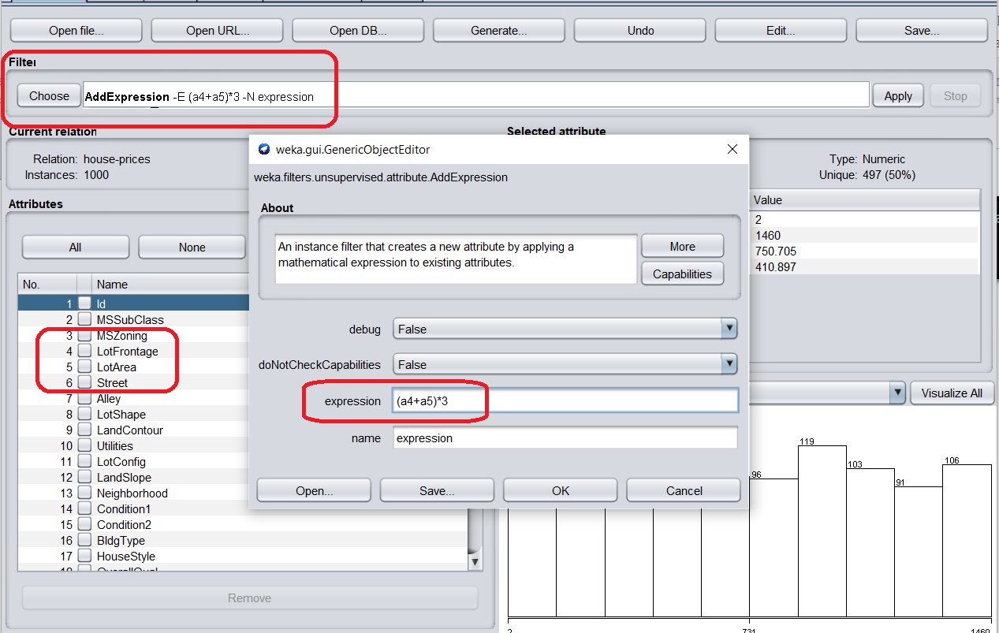 Open file... Open URL... Open DB... Generate... Undo Edit... Save...
Filter
Choose AddExpression -E (a4+a5)*3 -N expression Apply Stop
Current relation
Relation: house-prices
Instances: 1000
Selected attribute
Type: Numeric
Unique: 497 (50%)
Value
2
1460
750.705
410.897
Attributes
All None
No. Name
1 Id
2 MSSubClass
3 MSZoning
4 LotFrontage
5 LotArea
6 Street
7 Alley
8 LotShape
9 LandContour
10 Utilities
11 LotConfig
12 LandSlope
13 Neighborhood
14 Condition1
15 Condition2
16 BldgType
17 HouseStyle
18 OverallQual
Remove
weka.gui.GenericObjectEditor
weka.filters.unsupervised.attribute.AddExpression
About
An instance filter that creates a new attribute by applying a
mathematical expression to existing attributes.
More
Capabilities
debug False
doNotCheckCapabilities False
expression (a4+a5)*3
name expression
Open... Save... OK Cancel
Visualize All
96 119 103 91 106
2 731 1460